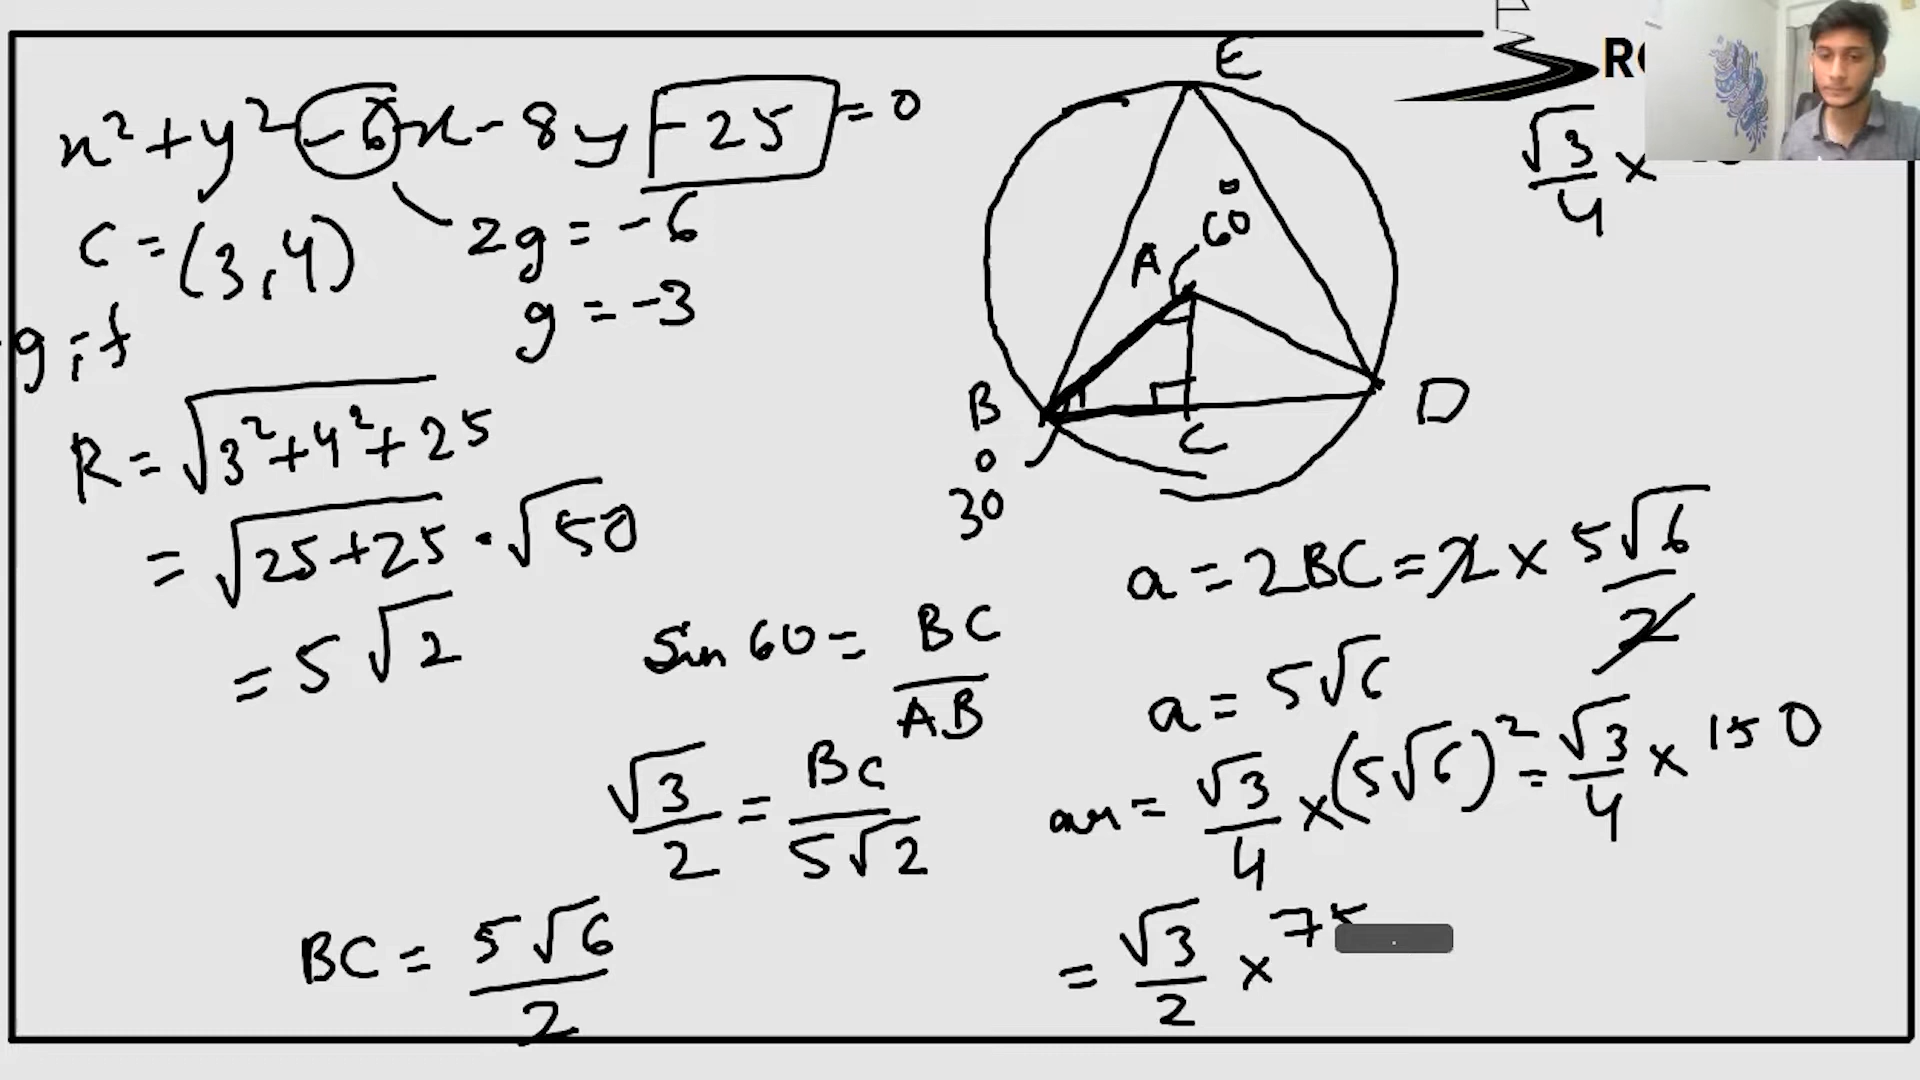 x² + y² - 6x - 8y - 25 = 0
C = (3, 4)
2g = -6
g = -3
g, f
R = √3² + 4² + 25
= √25 + 25 · √50
= 5√2
sin 60 = BC/AB
√3/2 = BC/5√2
BC = 5√6/2
E
A
60°
B
C
D
30°
√3/4 ×
a = 2BC = 2 × 5√6/2
a = 5√6
ar = √3/4 × (5√6)² = √3/4 × 150
= √3/2 × 75